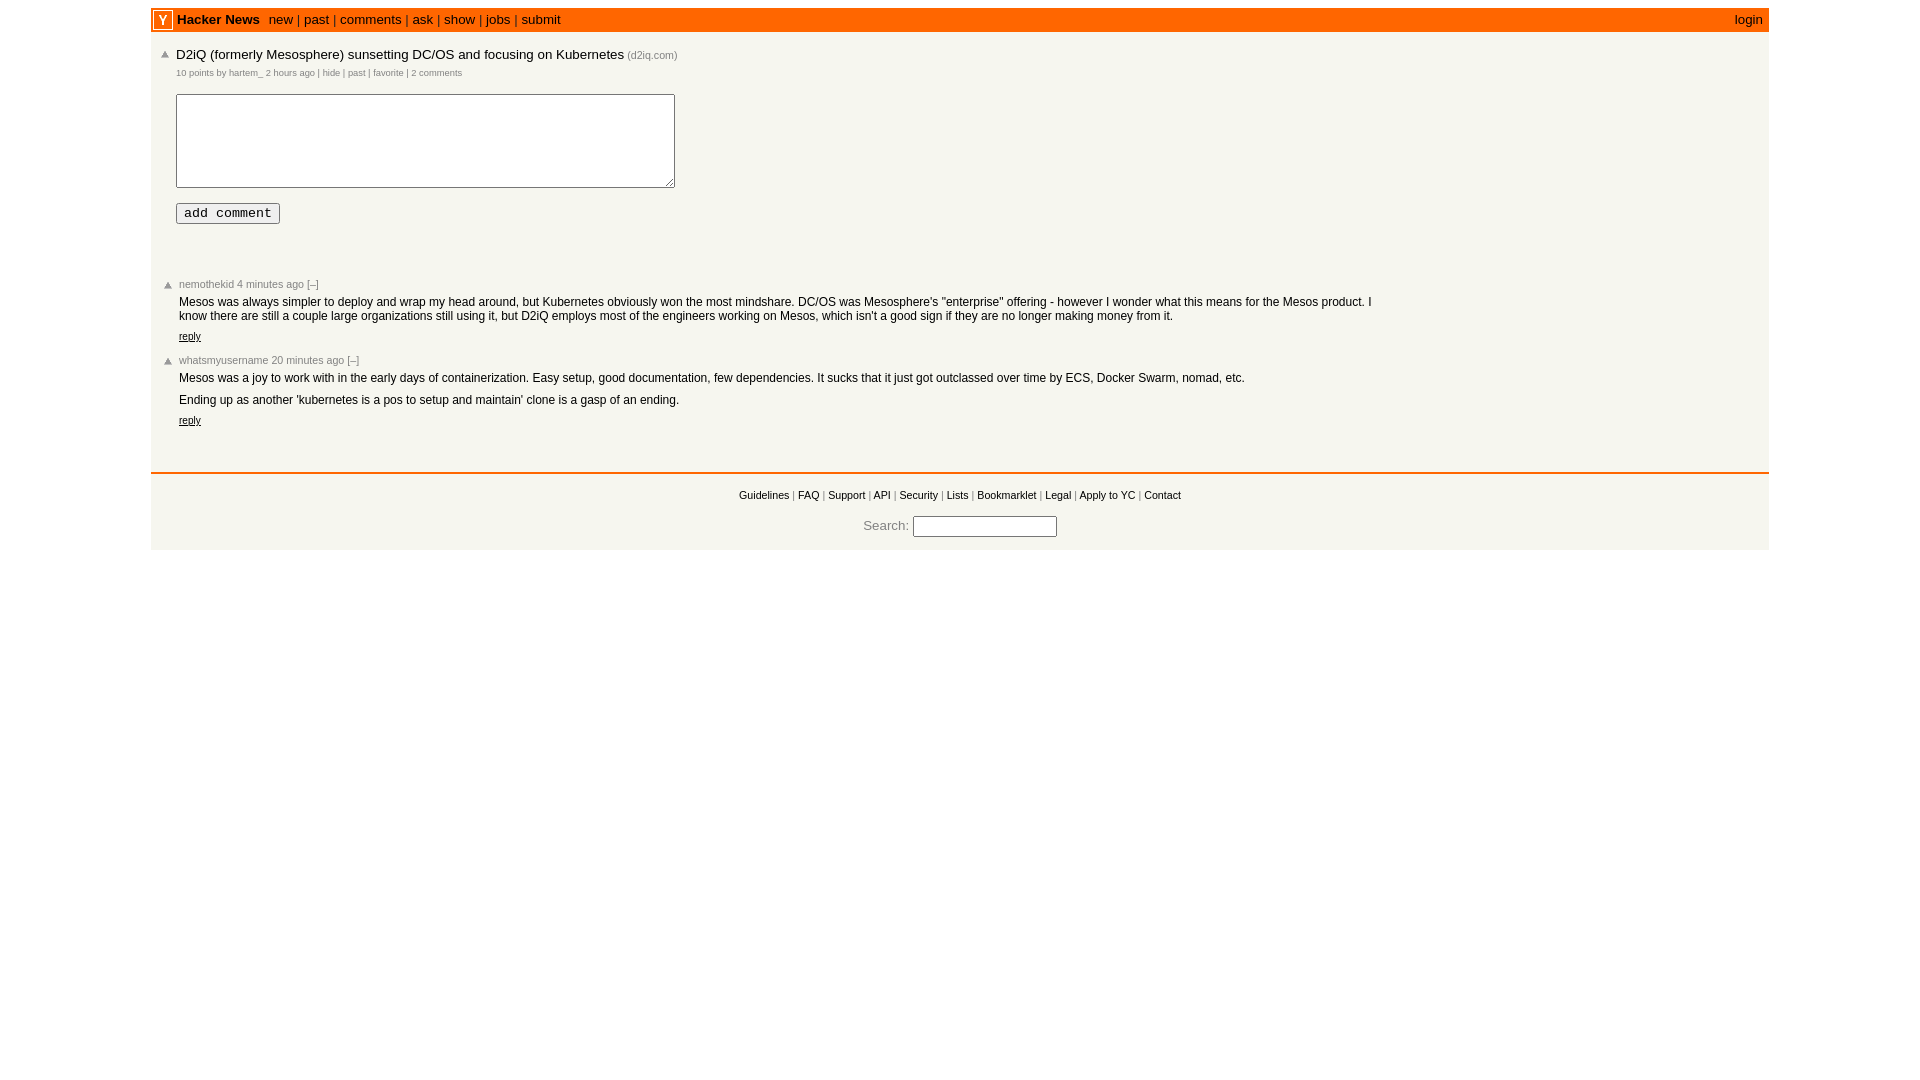 Y Hacker News new | past | comments | ask | show | jobs | submit login
D2iQ (formerly Mesosphere) sunsetting DC/OS and focusing on Kubernetes (d2iq.com)
10 points by hartem_ 2 hours ago | hide | past | favorite | 2 comments
add comment
nemothekid 4 minutes ago [–]
Mesos was always simpler to deploy and wrap my head around, but Kubernetes obviously won the most mindshare. DC/OS was Mesosphere's "enterprise" offering - however I wonder what this means for the Mesos product. I
know there are still a couple large organizations still using it, but D2iQ employs most of the engineers working on Mesos, which isn't a good sign if they are no longer making money from it.
reply
whatsmyusername 20 minutes ago [–]
Mesos was a joy to work with in the early days of containerization. Easy setup, good documentation, few dependencies. It sucks that it just got outclassed over time by ECS, Docker Swarm, nomad, etc.
Ending up as another 'kubernetes is a pos to setup and maintain' clone is a gasp of an ending.
reply
Guidelines | FAQ | Support | API | Security | Lists | Bookmarklet | Legal | Apply to YC | Contact
Search: